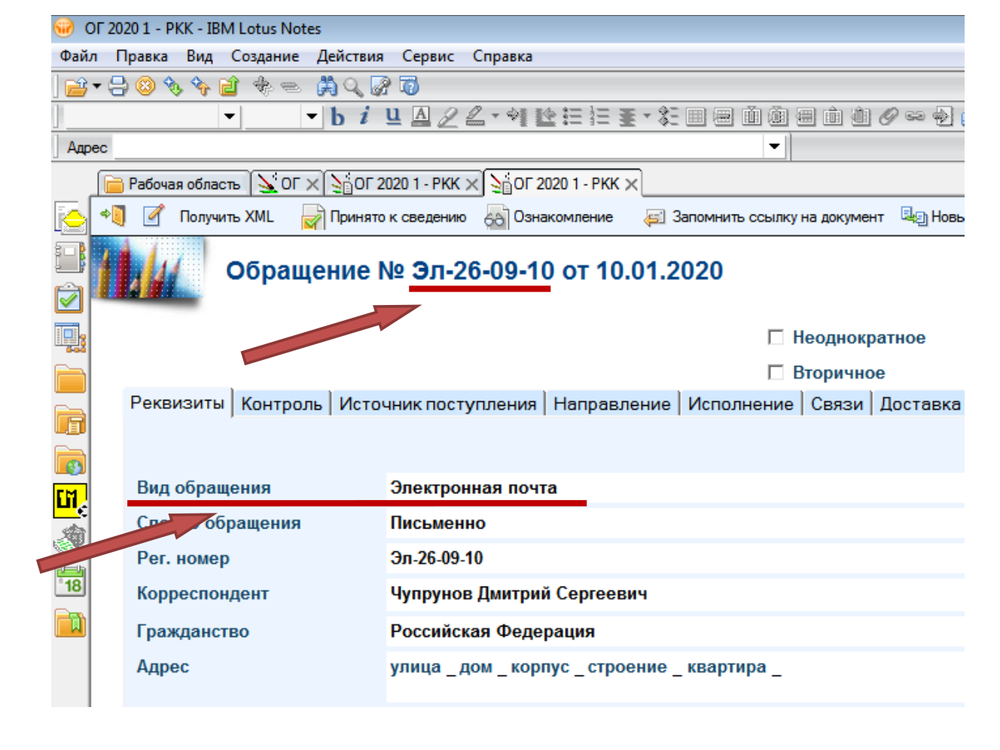 ОГ 2020 1 - РКК - IBM Lotus Notes
Файл Правка Вид Создание Действия Сервис Справка
b i u A
Адрес
Рабочая область ОГ ОГ 2020 1 - РКК ОГ 2020 1 - РКК
Получить XML Принято к сведению Ознакомление Запомнить ссылку на документ Новы
Обращение № Эл-26-09-10 от 10.01.2020
Неоднократное
Вторичное
Реквизиты Контроль Источник поступления Направление Исполнение Связи Доставка
Вид обращения Электронная почта
обращения Письменно
Рег. номер Эл-26-09-10
18
Корреспондент Чупрунов Дмитрий Сергеевич
Гражданство Российская Федерация
Адрес улица _ дом _ корпус _ строение _ квартира _